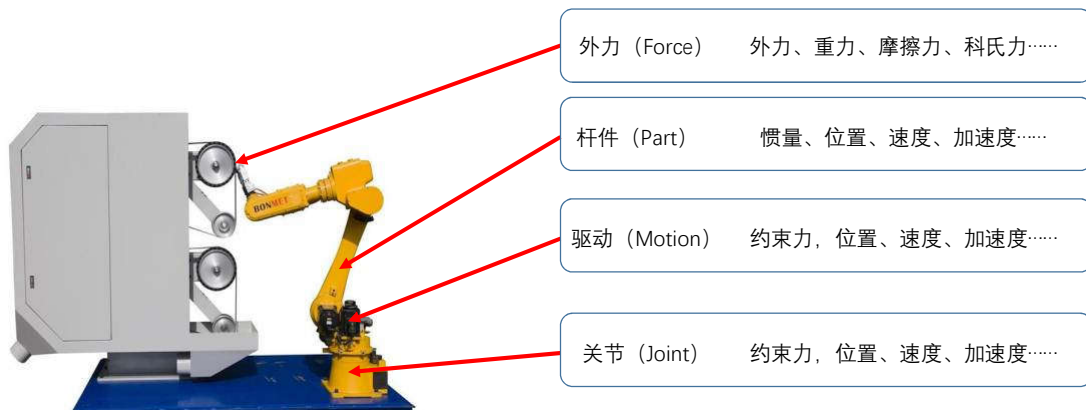 外力（Force） 外力、重力、摩擦力、科氏力……
杆件（Part） 惯量、位置、速度、加速度……
BONMET
驱动（Motion） 约束力，位置、速度、加速度……
关节（Joint） 约束力，位置、速度、加速度……